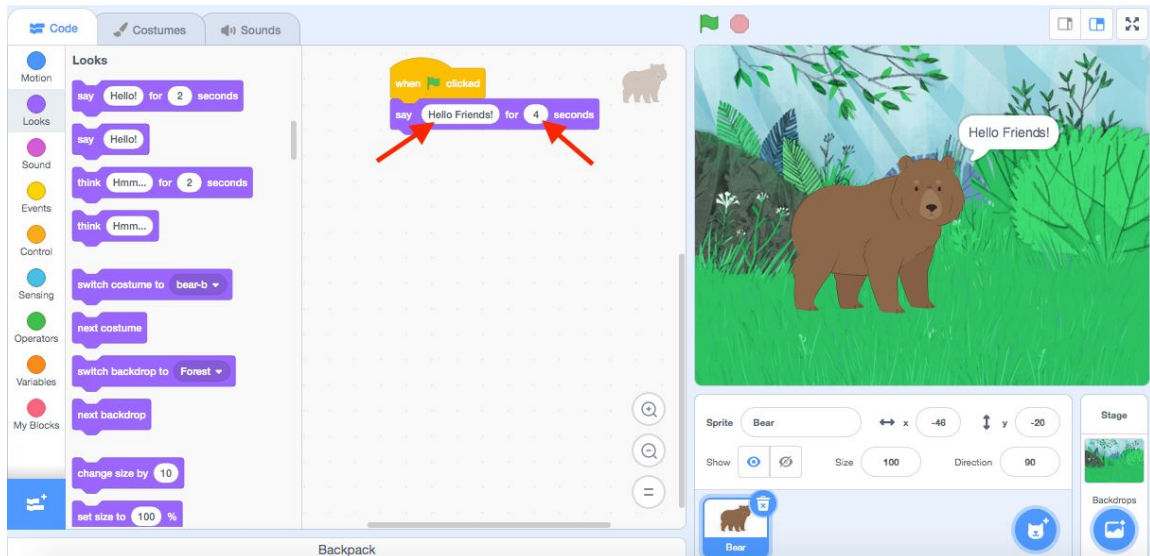 Code
Costumes
Sounds
Motion
Looks
Sound
Events
Control
Sensing
Operators
Variables
My Blocks
Looks
say Hello! for 2 seconds
say Hello!
think Hmm... for 2 seconds
think Hmm...
switch costume to bear-b
next costume
switch backdrop to Forest
next backdrop
change size by 10
set size to 100 %
when clicked
say Hello Friends! for 4 seconds
Backpack
Hello Friends!
Sprite Bear x -46 y -20
Show Size 100 Direction 90
Bear
Stage
Backdrops